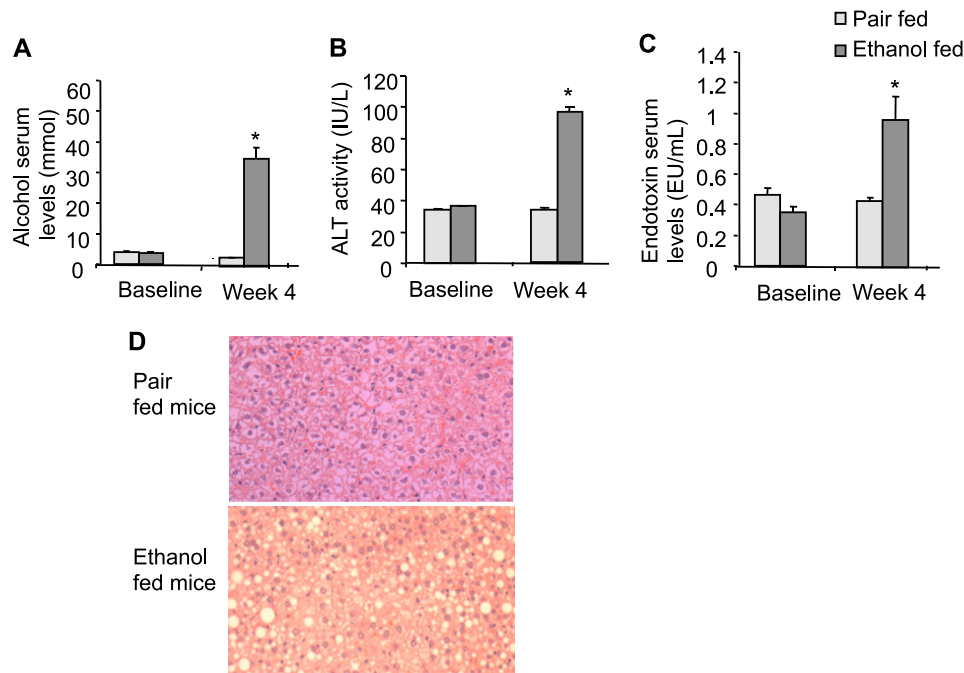 Pair fed
Ethanol fed
A
Alcohol serum
levels (mmol)
60
50
40
30
20
10
0
*
Baseline
Week 4
B
ALT activity (IU/L)
120
100
80
60
40
20
0
*
Baseline
Week 4
C
Endotoxin serum
levels (EU/mL)
1.4
1.2
1
0.8
0.6
0.4
0.2
0
*
Baseline
Week 4
D
Pair
fed mice
Ethanol
fed mice